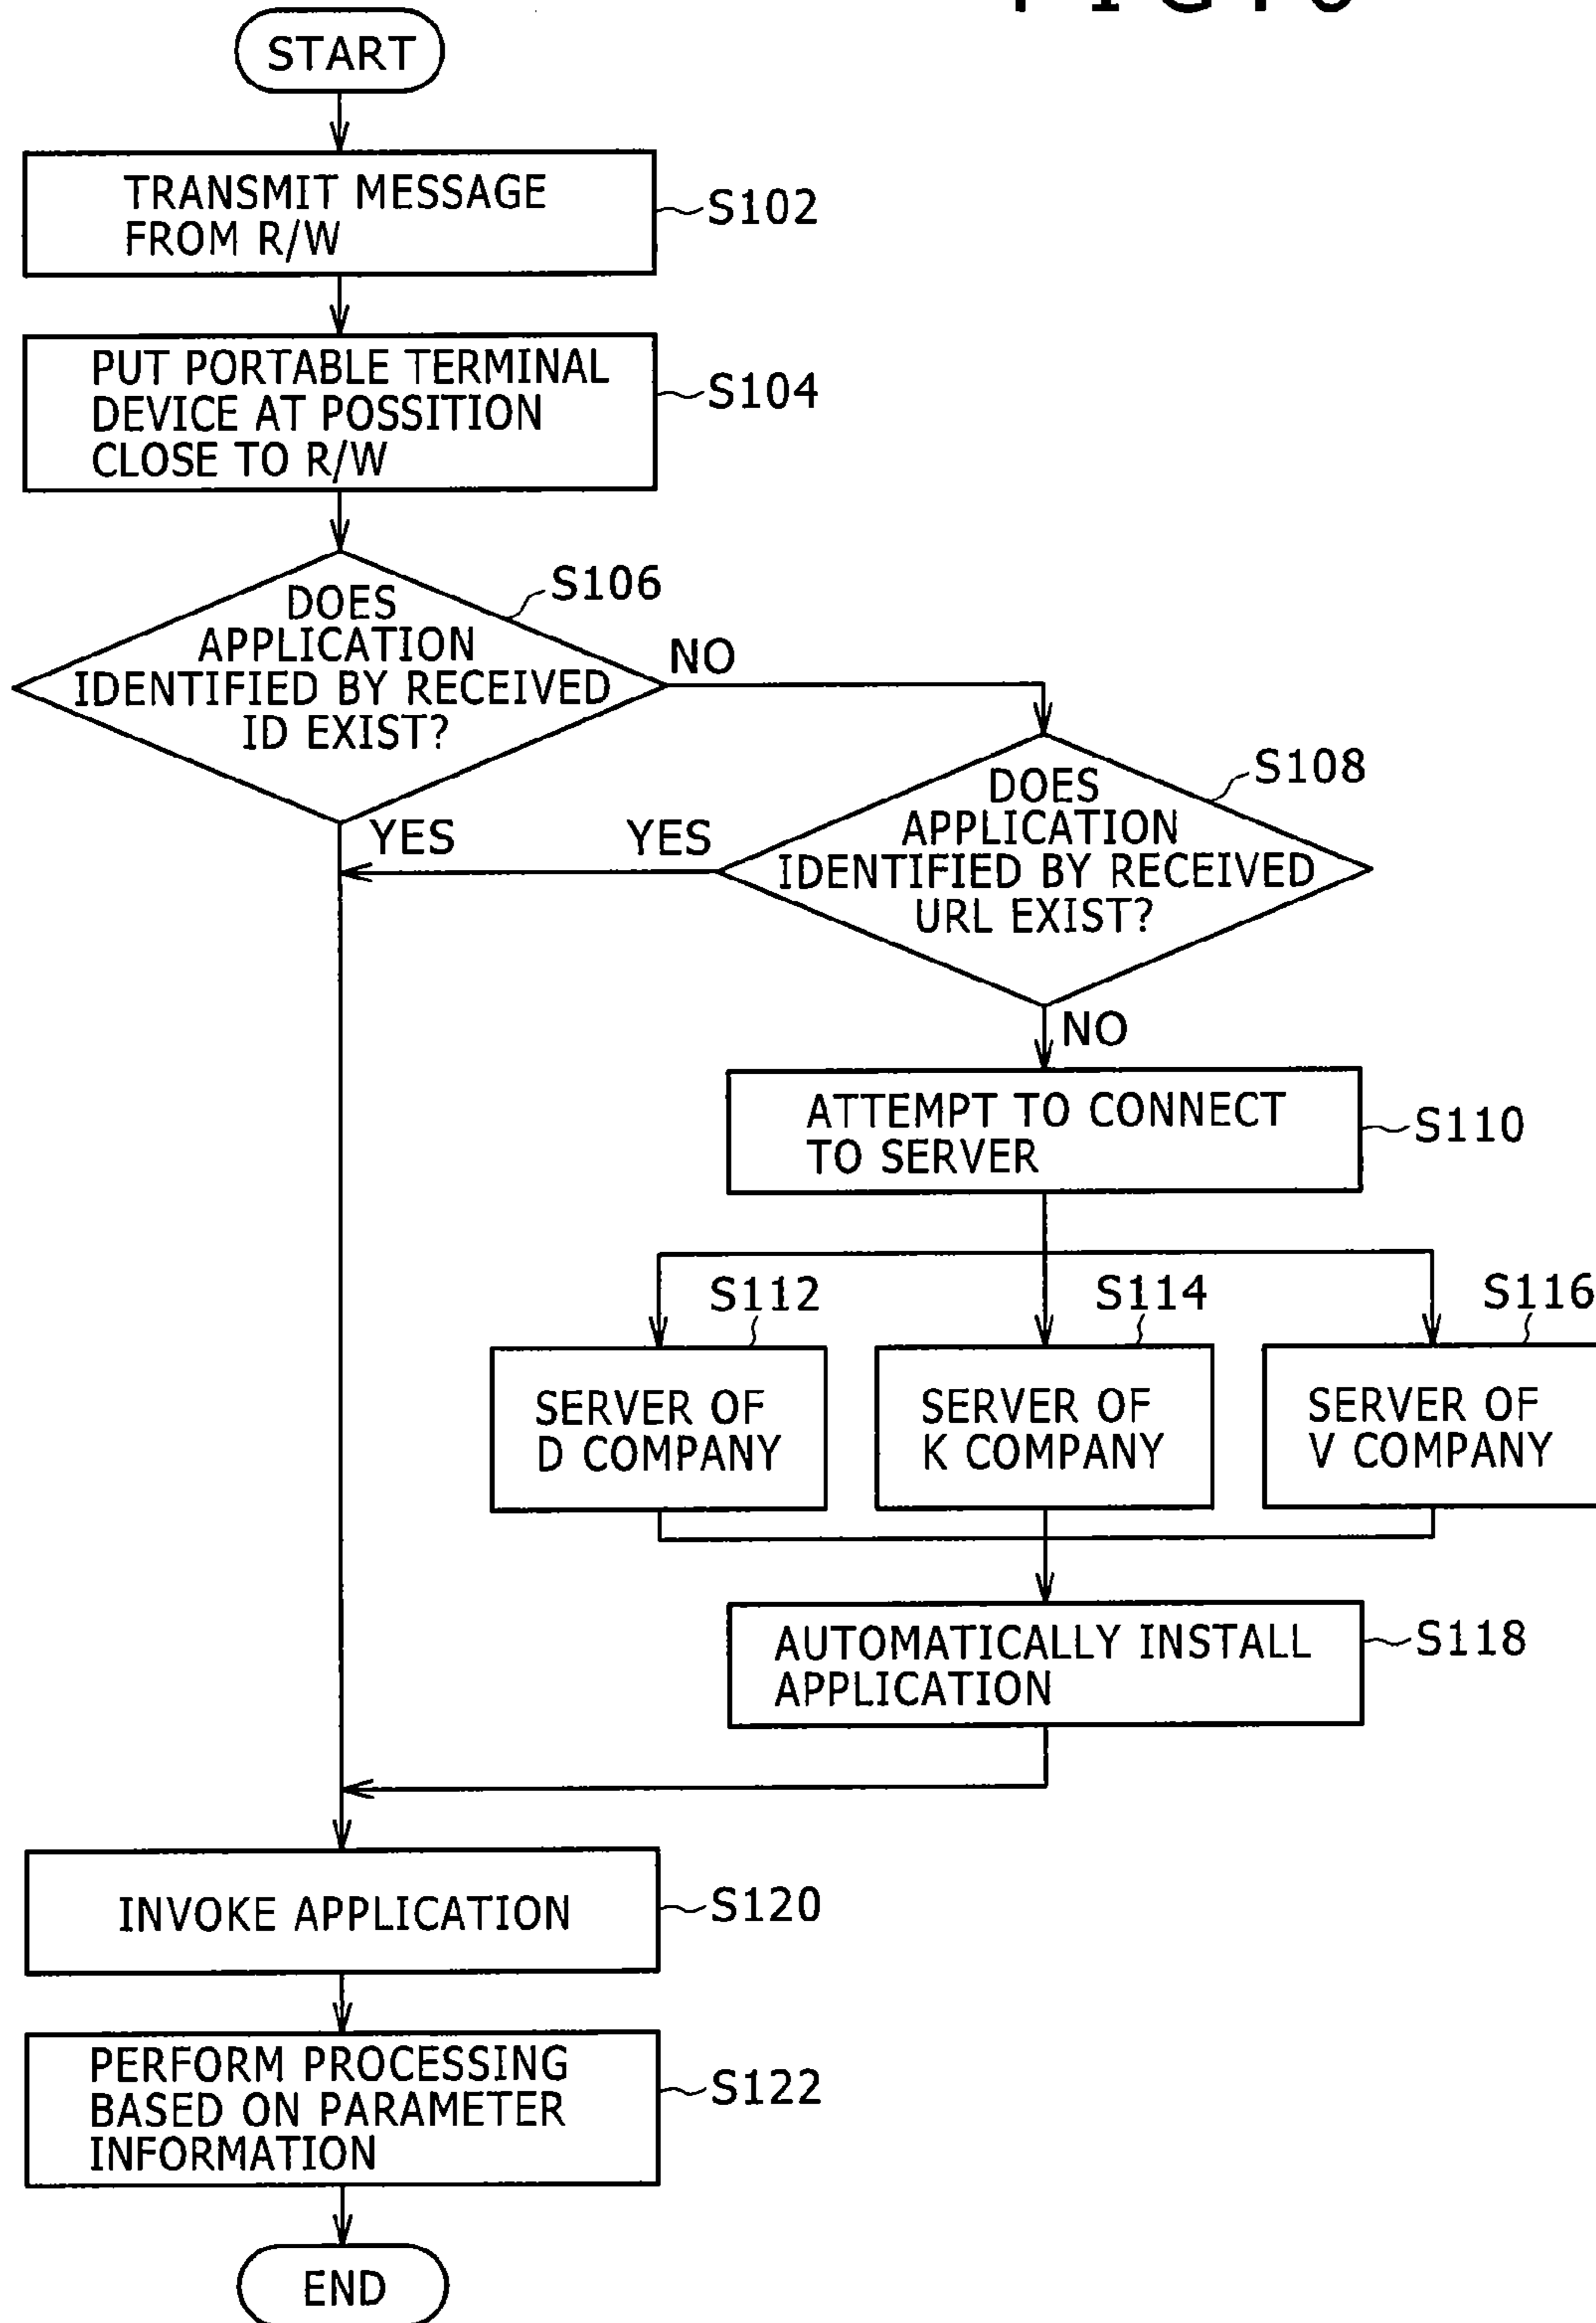 START
TRANSMIT MESSAGE
FROM R/W
S102
PUT PORTABLE TERMINAL
DEVICE AT POSSITION
CLOSE TO R/W
S104
S106
DOES
APPLICATION
IDENTIFIED BY RECEIVED
ID EXIST?
NO
YES
S108
DOES
APPLICATION
IDENTIFIED BY RECEIVED
URL EXIST?
YES
NO
ATTEMPT TO CONNECT
TO SERVER
S110
S112
S114
S116
SERVER OF
D COMPANY
SERVER OF
K COMPANY
SERVER OF
V COMPANY
AUTOMATICALLY INSTALL
APPLICATION
S118
INVOKE APPLICATION
S120
PERFORM PROCESSING
BASED ON PARAMETER
INFORMATION
S122
END